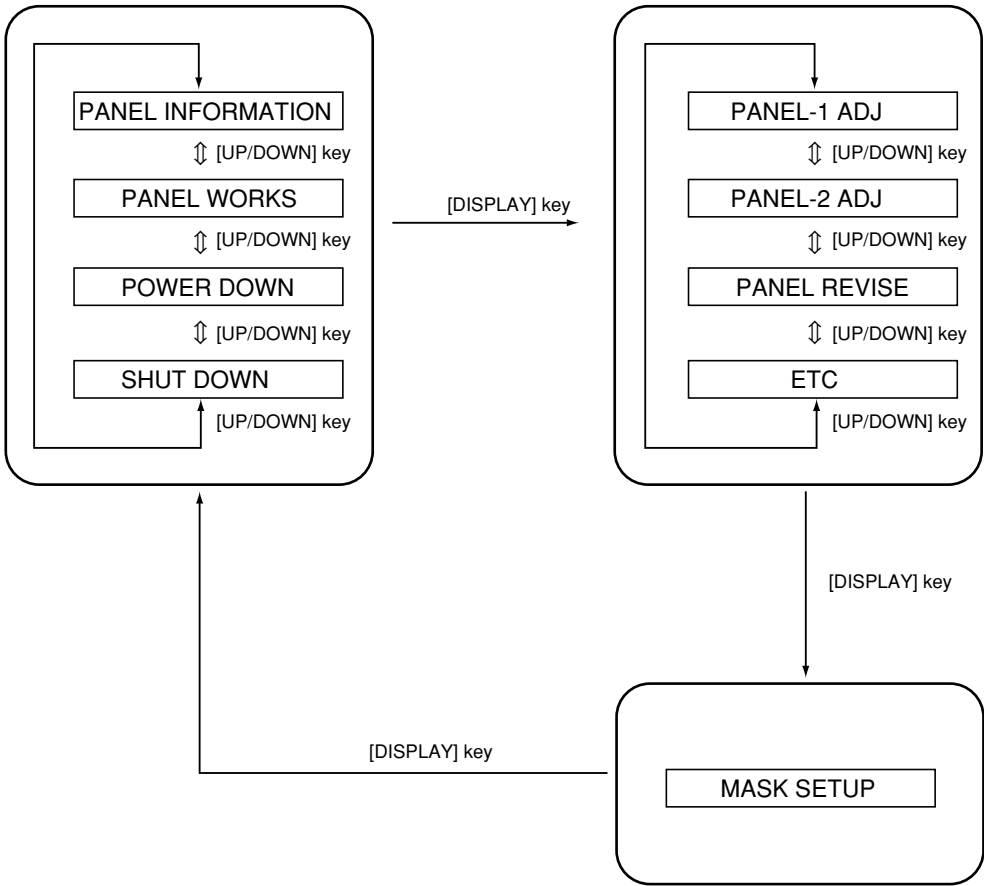 PANEL INFORMATION
[UP/DOWN] key
PANEL WORKS
[UP/DOWN] key
POWER DOWN
[UP/DOWN] key
SHUT DOWN
[UP/DOWN] key
[DISPLAY] key
PANEL-1 ADJ
[UP/DOWN] key
PANEL-2 ADJ
[UP/DOWN] key
PANEL REVISE
[UP/DOWN] key
ETC
[UP/DOWN] key
[DISPLAY] key
MASK SETUP
[DISPLAY] key